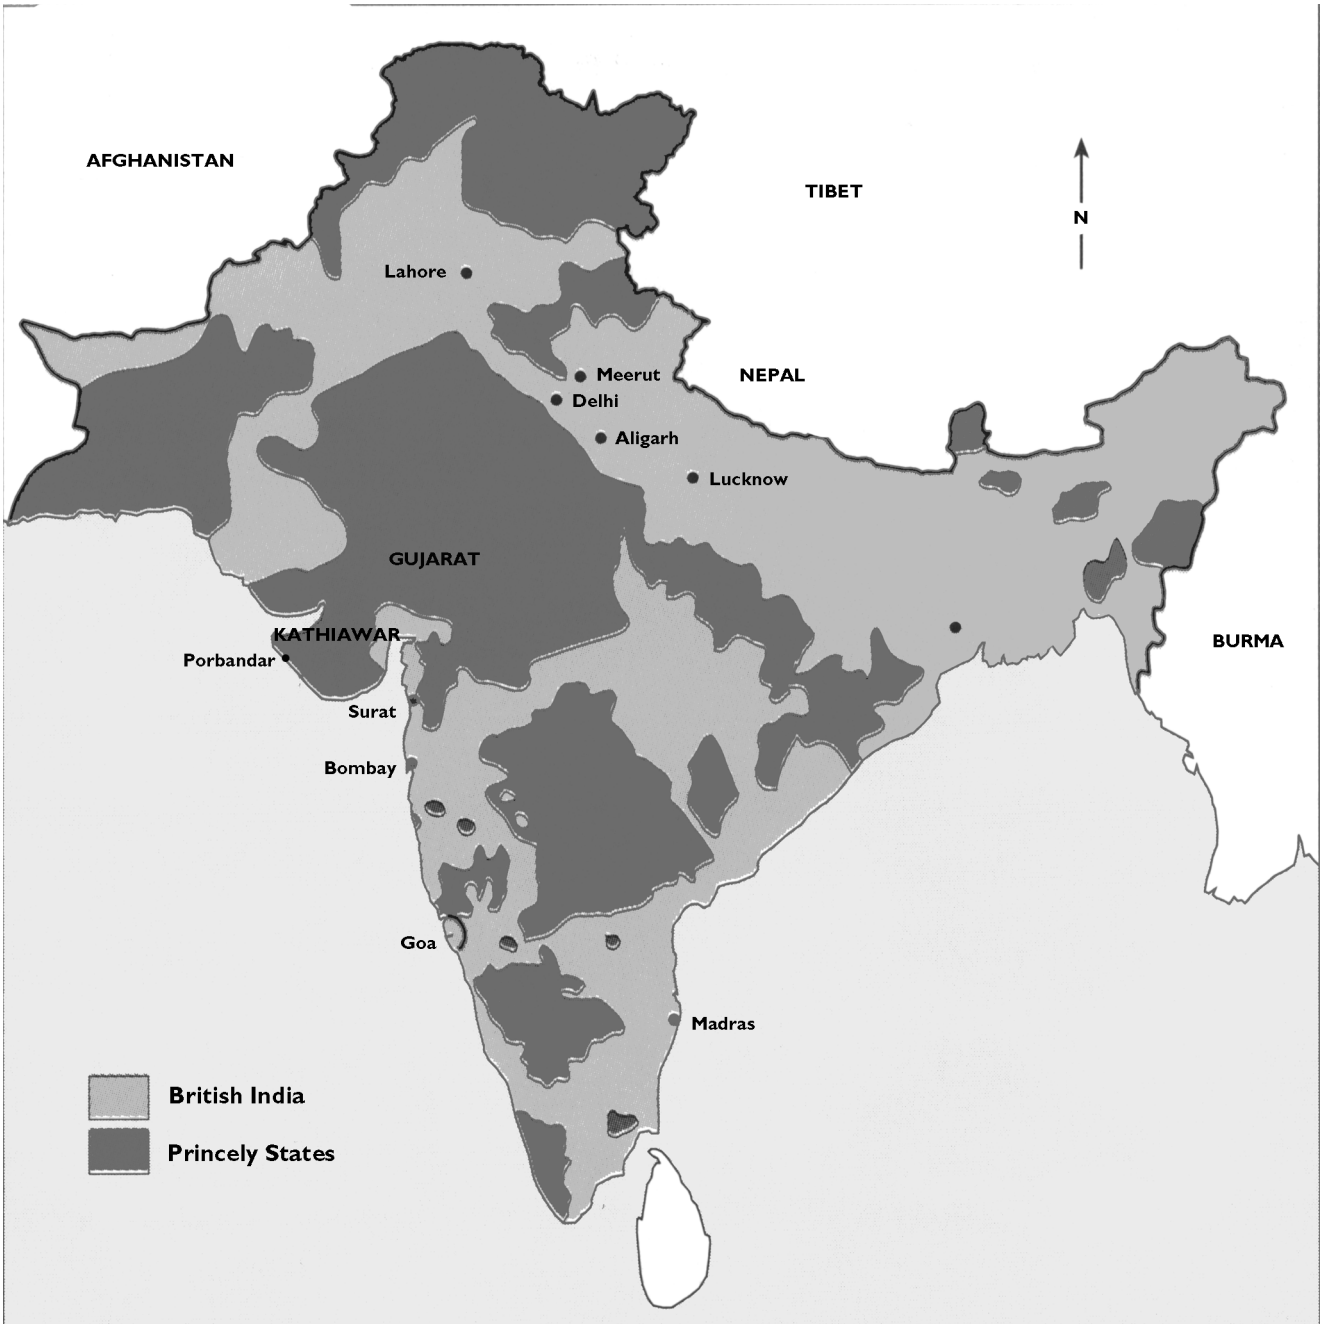 AFGHANISTAN
TIBET
N
Lahore
Meerut
NEPAL
Delhi
Aligarh
Lucknow
GUJARAT
KATHIAWAR
BURMA
Porbandar
Surat
Bombay
Goa
Madras
British India
Princely States